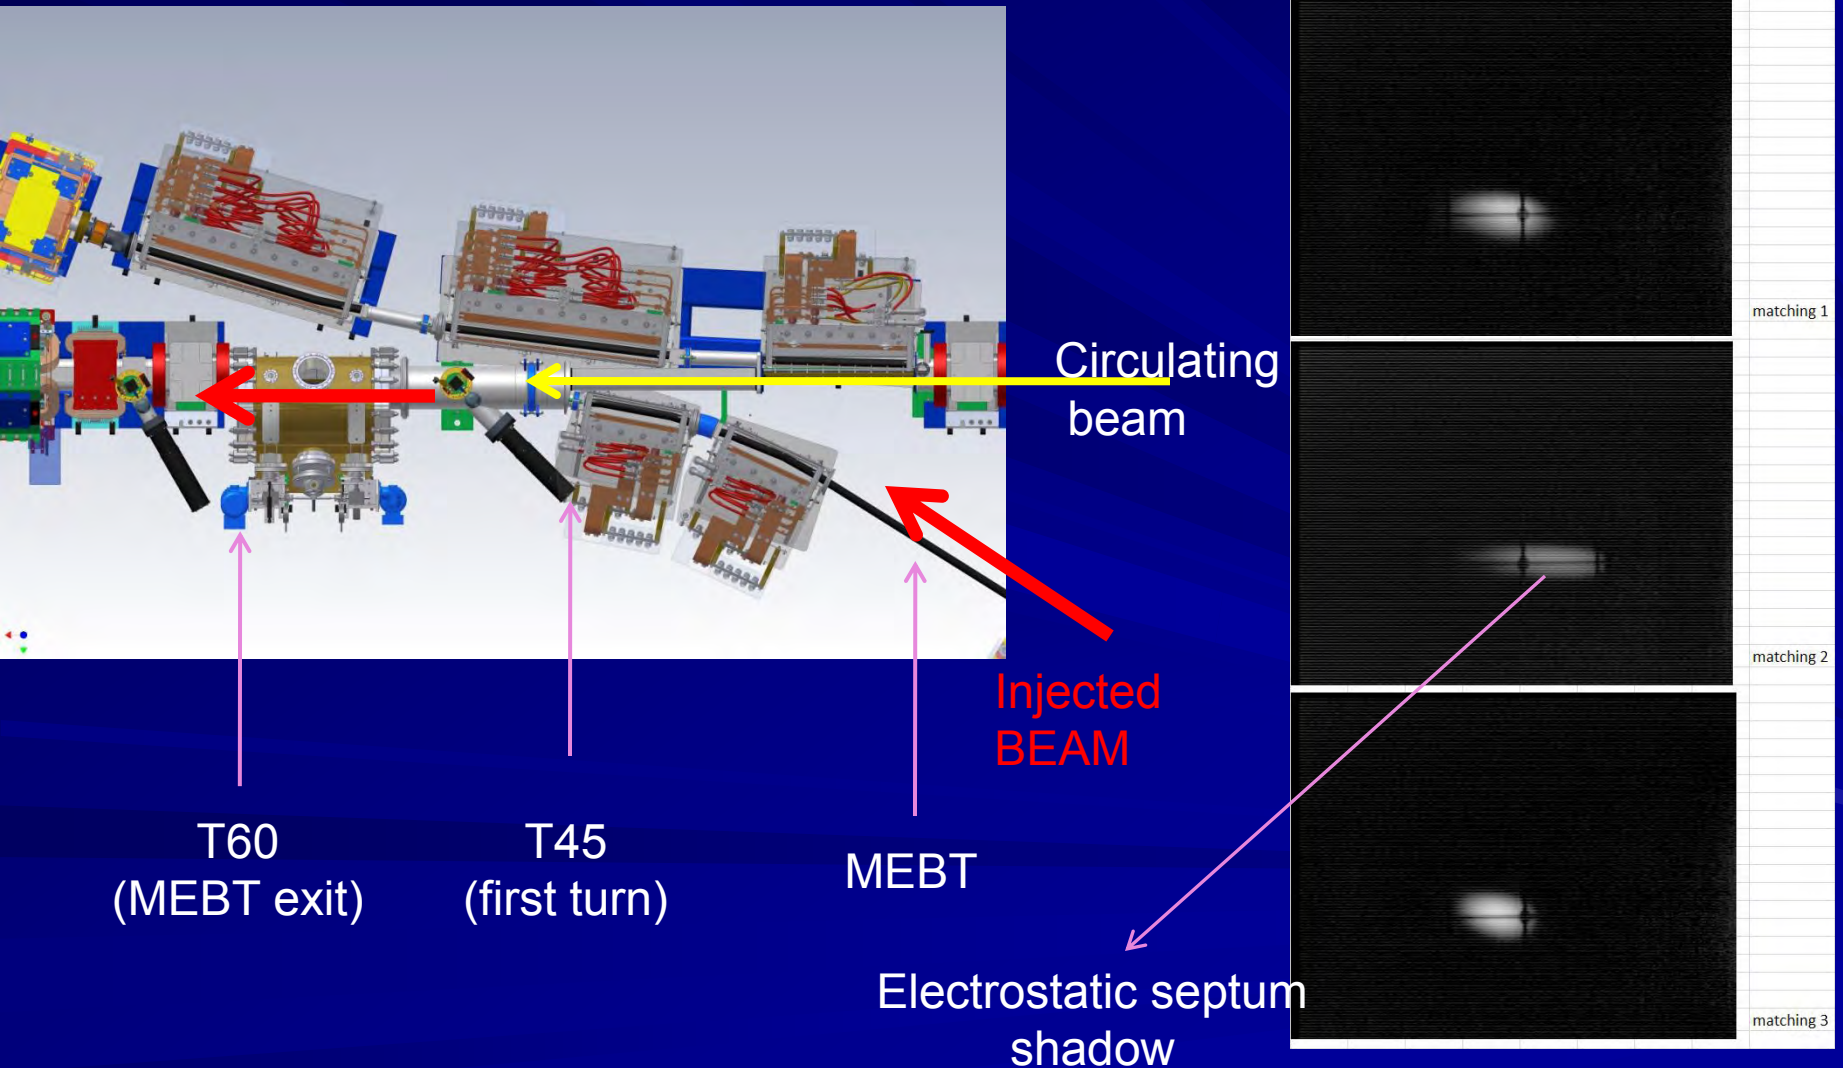 Circulating
beam
Injected
BEAM
T60
(MEBT exit)
T45
(first turn)
MEBT
Electrostatic septum
shadow
matching 1
matching 2
matching 3